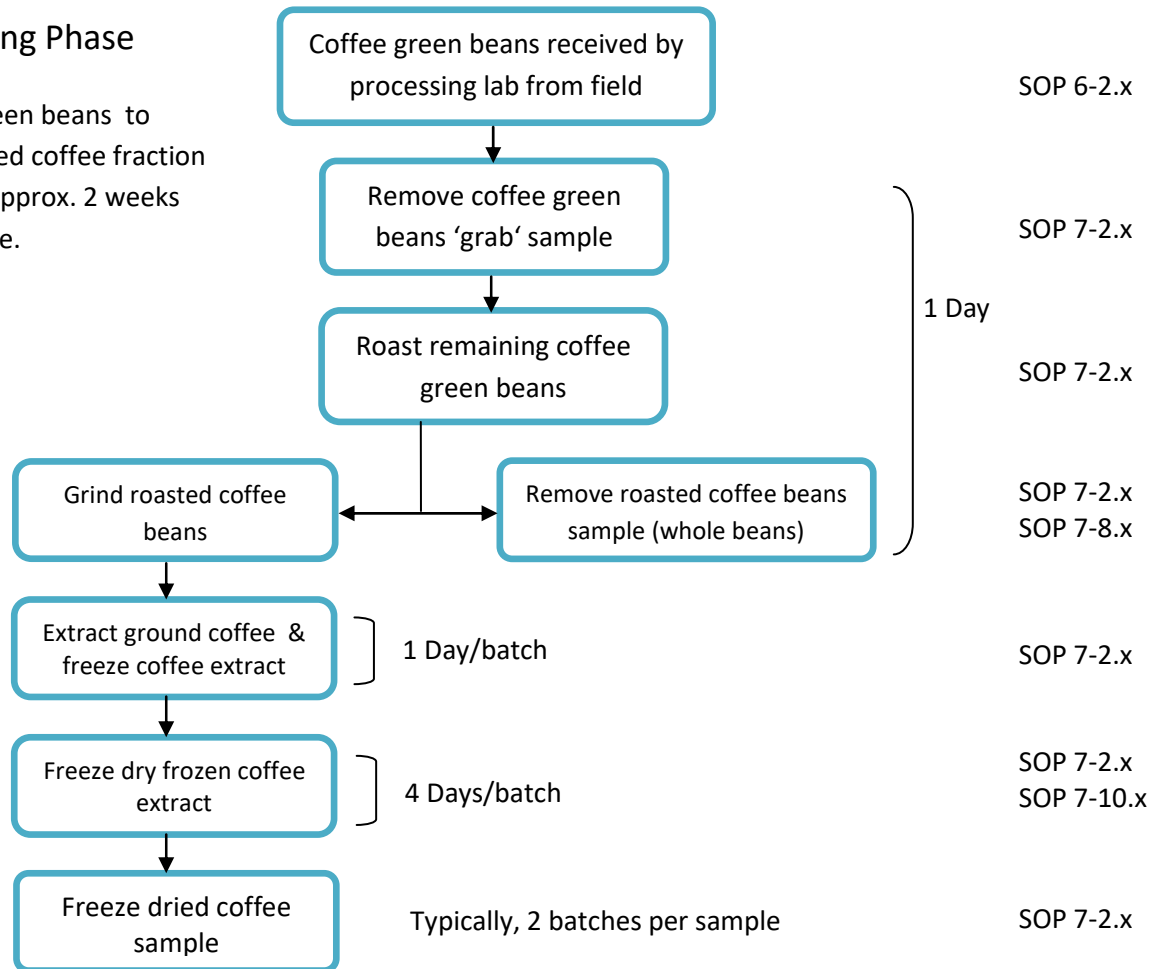 ng Phase
een beans to
ed coffee fraction
pprox. 2 weeks
e.
Coffee green beans received by
processing lab from field
SOP 6-2.x
Remove coffee green
beans ‘grab‘ sample
SOP 7-2.x
1 Day
Roast remaining coffee
green beans
SOP 7-2.x
Grind roasted coffee
beans
Remove roasted coffee beans
sample (whole beans)
SOP 7-2.x
SOP 7-8.x
Extract ground coffee &
freeze coffee extract
1 Day/batch
SOP 7-2.x
Freeze dry frozen coffee
extract
4 Days/batch
SOP 7-2.x
SOP 7-10.x
Freeze dried coffee
sample
Typically, 2 batches per sample
SOP 7-2.x